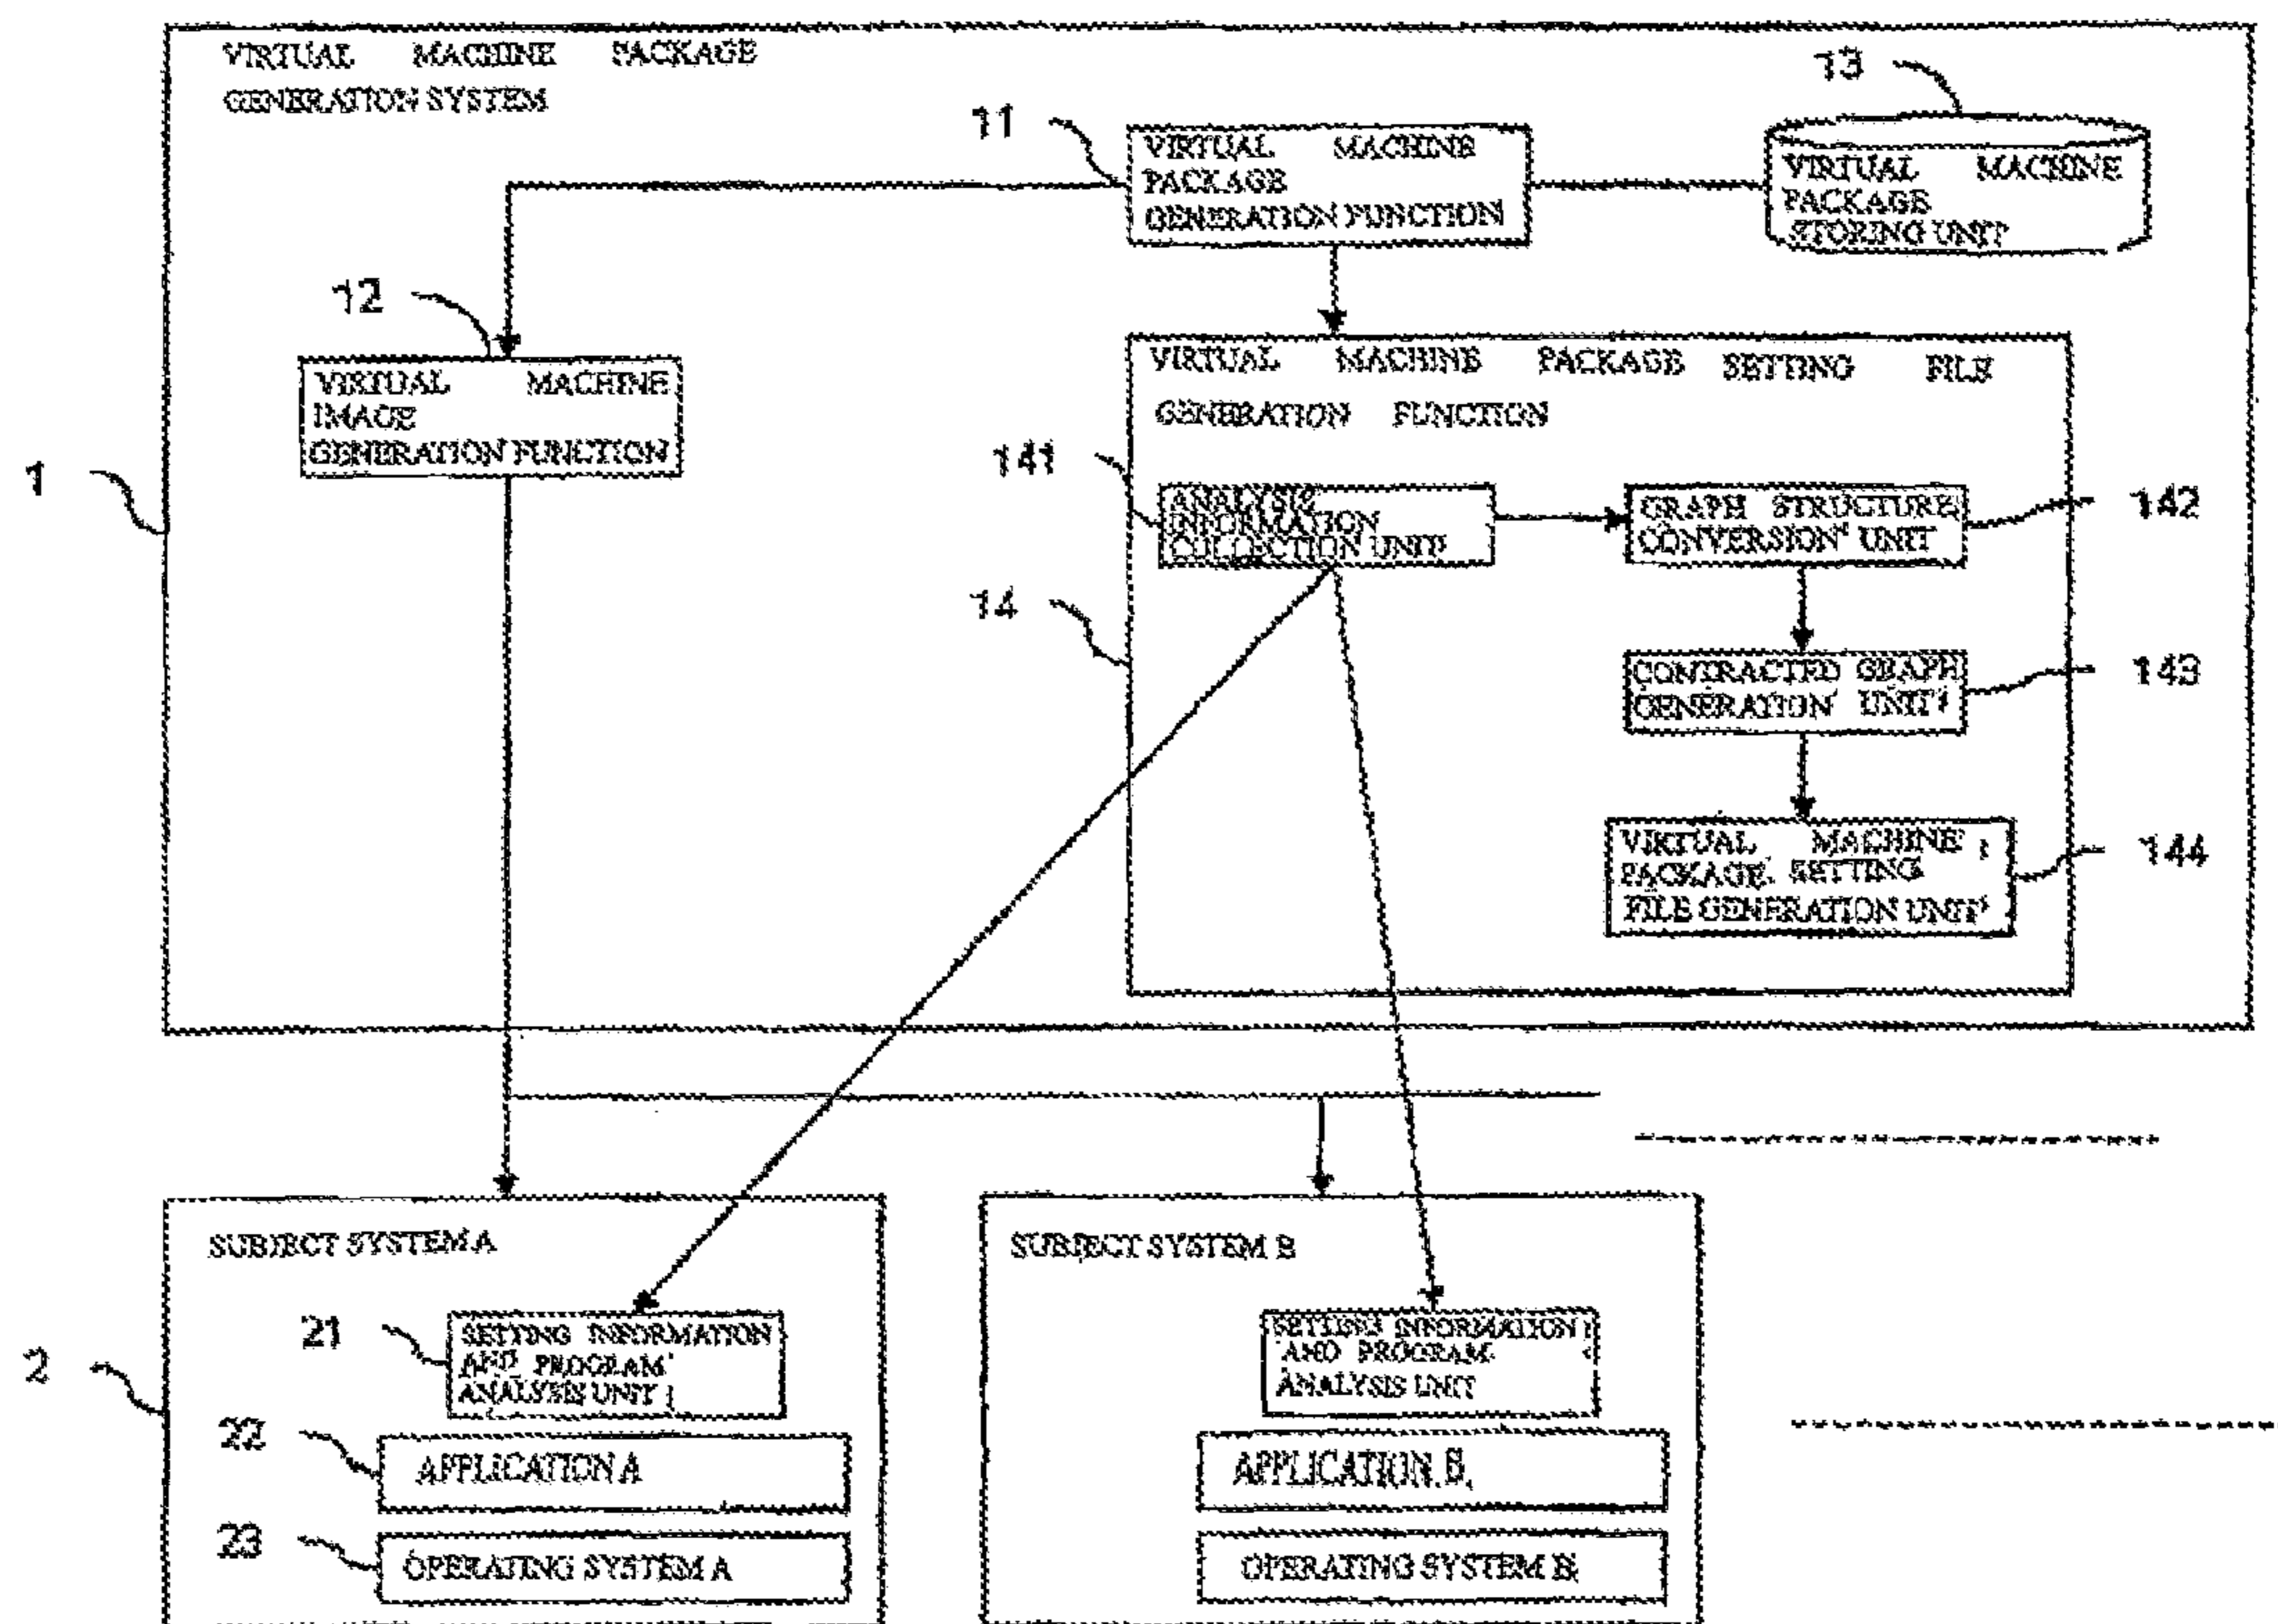 VIRTUAL MACHINE PACKAGE
GENERATION SYSTEM
13
11
VIRTUAL MACHINE
PACKAGE
GENERATION FUNCTION
VIRTUAL MACHINE
PACKAGE
STORING UNIT
12
VIRTUAL MACHINE
IMAGE
GENERATION FUNCTION
VIRTUAL MACHINE PACKAGE SETTING FILE
GENERATION FUNCTION
1
141
ANALYSIS
INFORMATION
COLLECTION UNIT
GRAPH STRUCTURE
CONVERSION UNIT
142
14
CONTRACTED GRAPH
GENERATION UNIT
143
VIRTUAL MACHINE
PACKAGE SETTING
FILE GENERATION UNIT
144
SUBJECT SYSTEM A
SUBJECT SYSTEM B
2
21
SETTING INFORMATION
AND PROGRAM
ANALYSIS UNIT
SETTING INFORMATION
AND PROGRAM
ANALYSIS UNIT
22
APPLICATION A
APPLICATION B
23
OPERATING SYSTEM A
OPERATING SYSTEM B